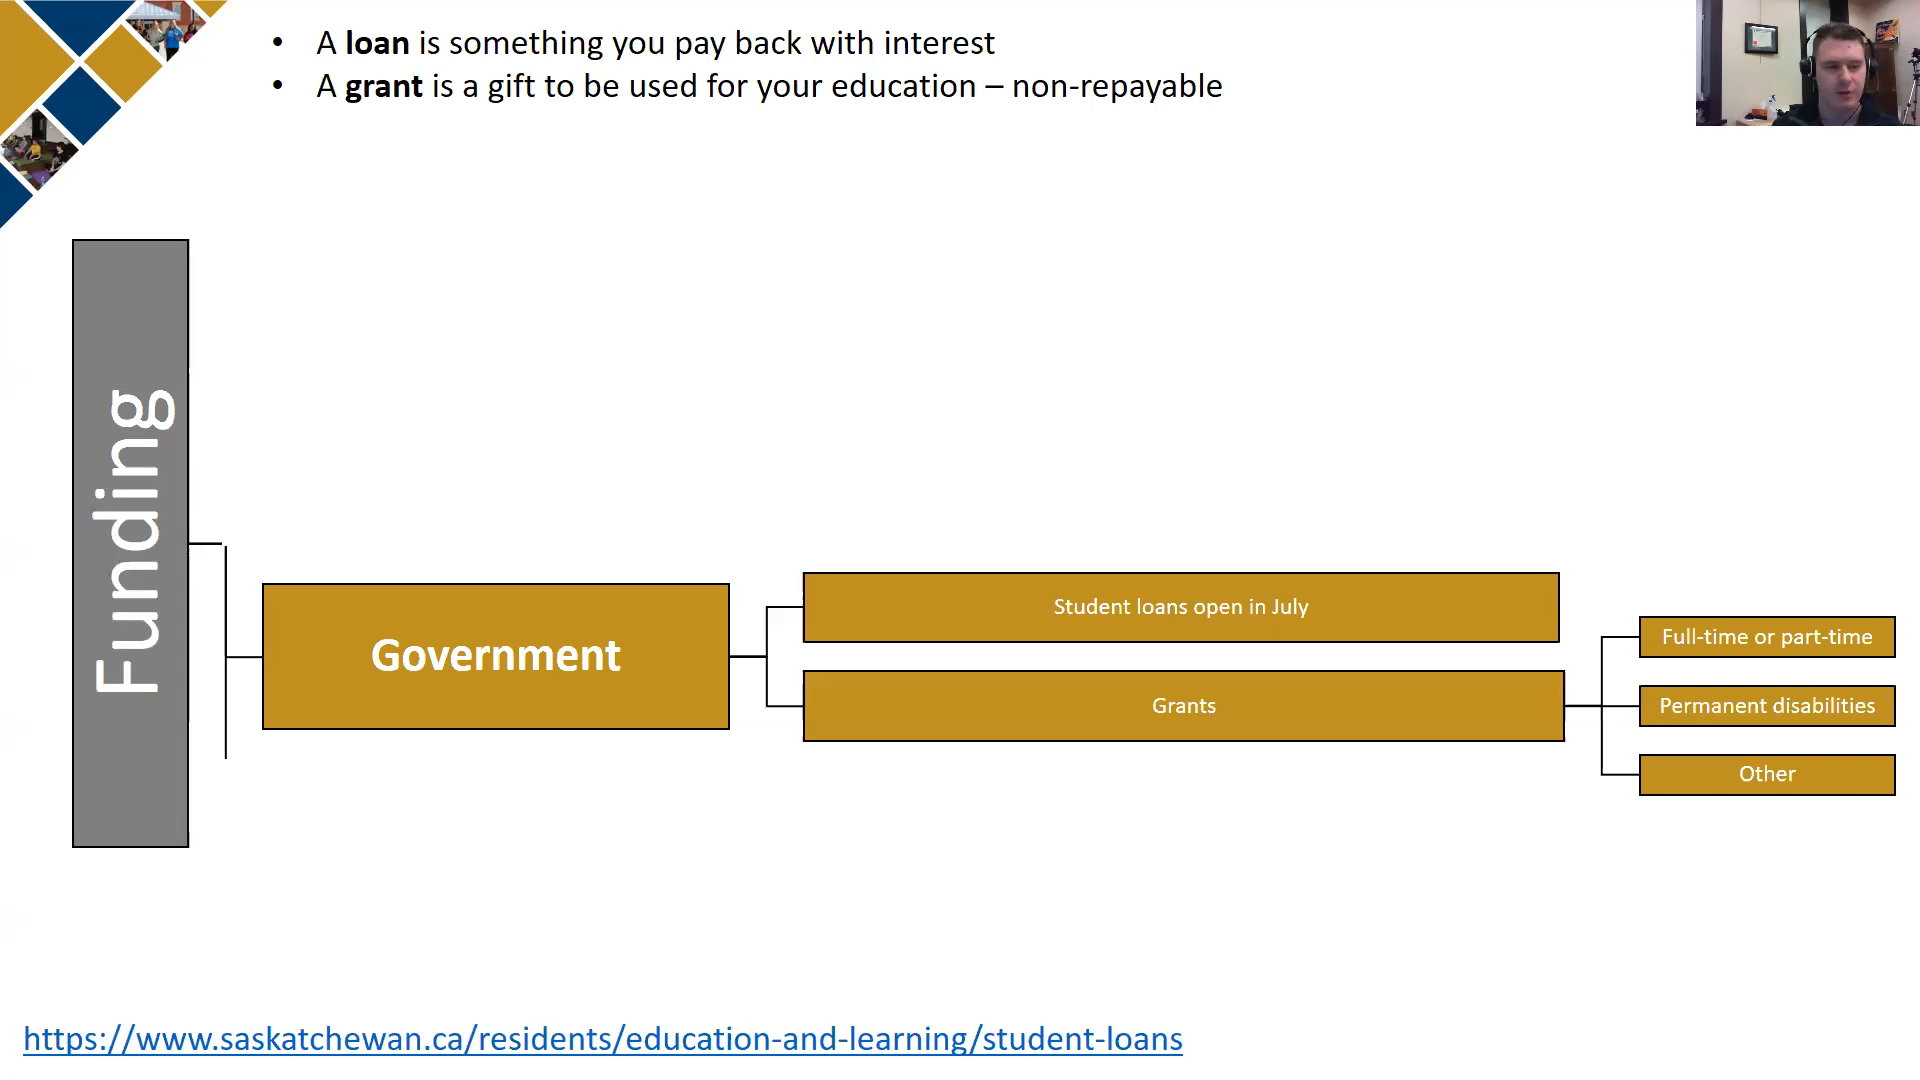 • A loan is something you pay back with interest
• A grant is a gift to be used for your education – non-repayable
Funding
Government
Student loans open in July
Grants
Full-time or part-time
Permanent disabilities
Other
https://www.saskatchewan.ca/residents/education-and-learning/student-loans